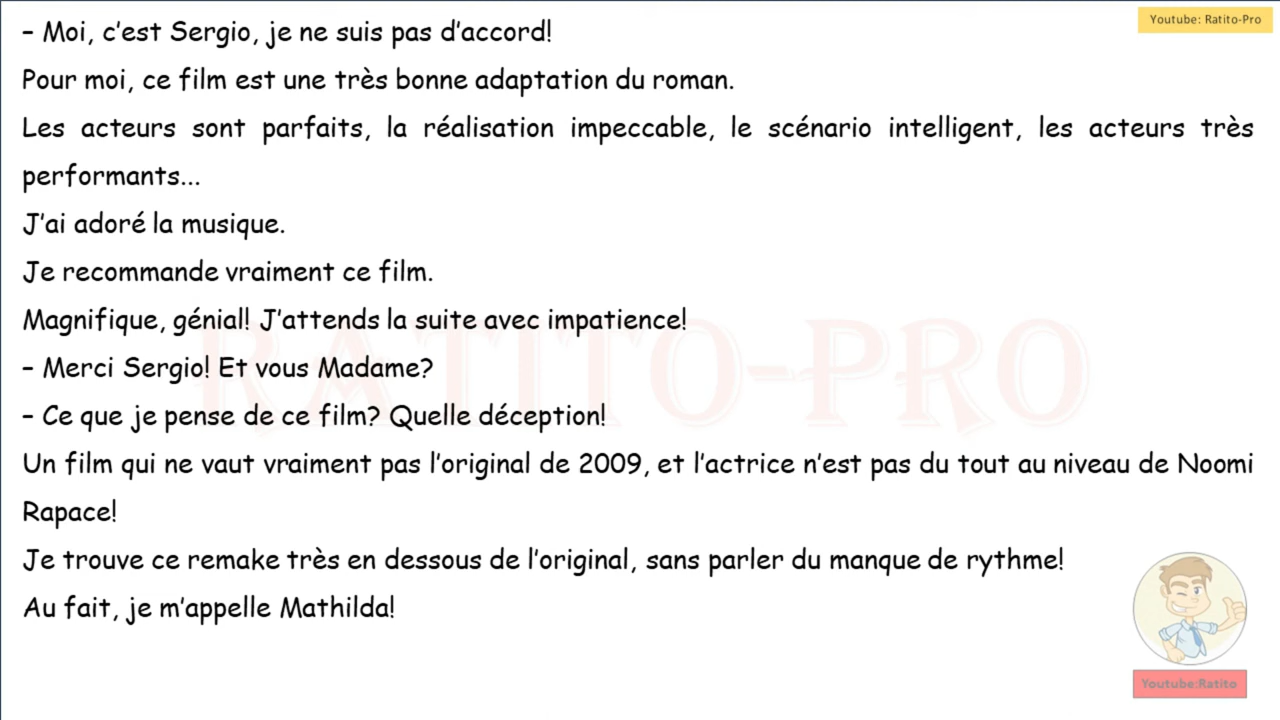 – Moi, c'est Sergio, je ne suis pas d'accord!
Youtube: Ratito-Pro
Pour moi, ce film est une très bonne adaptation du roman.
Les acteurs sont parfaits, la réalisation impeccable, le scénario intelligent, les acteurs très
performants...
J'ai adoré la musique.
Je recommande vraiment ce film.
Magnifique, génial! J'attends la suite avec impatience!
RATITO-PRO
– Merci Sergio! Et vous Madame?
– Ce que je pense de ce film? Quelle déception!
Un film qui ne vaut vraiment pas l'original de 2009, et l'actrice n'est pas du tout au niveau de Noomi
Rapace!
Je trouve ce remake très en dessous de l'original, sans parler du manque de rythme!
Au fait, je m'appelle Mathilda!
Youtube:Ratito